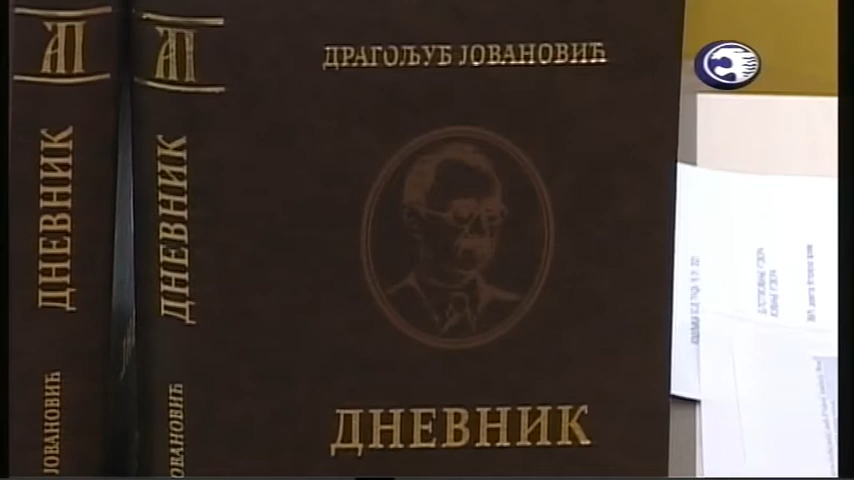 АП
ДНЕВНИК
ЈОВАНОВИЋ
АП
ДНЕВНИК
ЈОВАНОВИЋ
ДРАГОЉУБ ЈОВАНОВИЋ
ДНЕВНИК